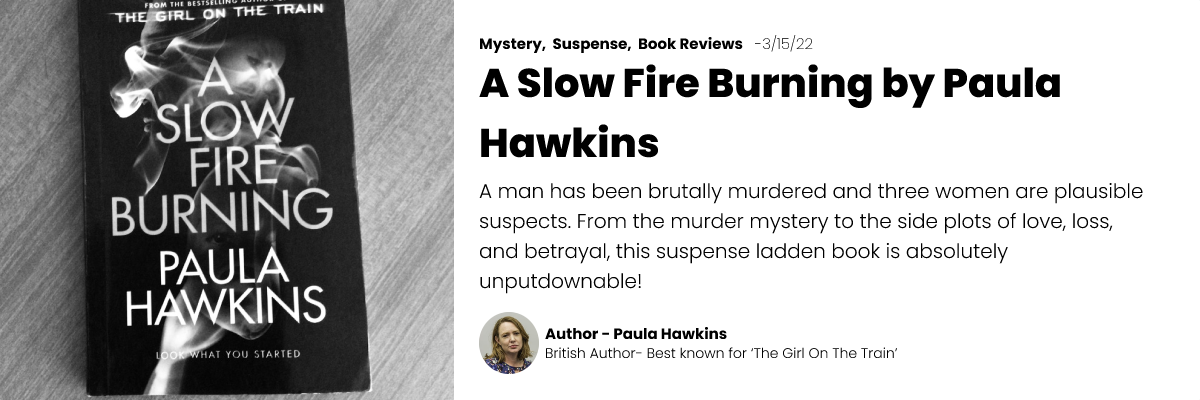 FROM THE BESTSELLING AUTHOR OF
THE GIRL ON THE TRAIN
A
SLOW
FIRE
BURNING
PAULA
HAWKINS
LOOK WHAT YOU STARTED
Mystery, Suspense, Book Reviews -3/15/22
A Slow Fire Burning by Paula
Hawkins
A man has been brutally murdered and three women are plausible
suspects. From the murder mystery to the side plots of love, loss,
and betrayal, this suspense ladden book is absolutely
unputdownable!
Author - Paula Hawkins
British Author- Best known for ‘The Girl On The Train’